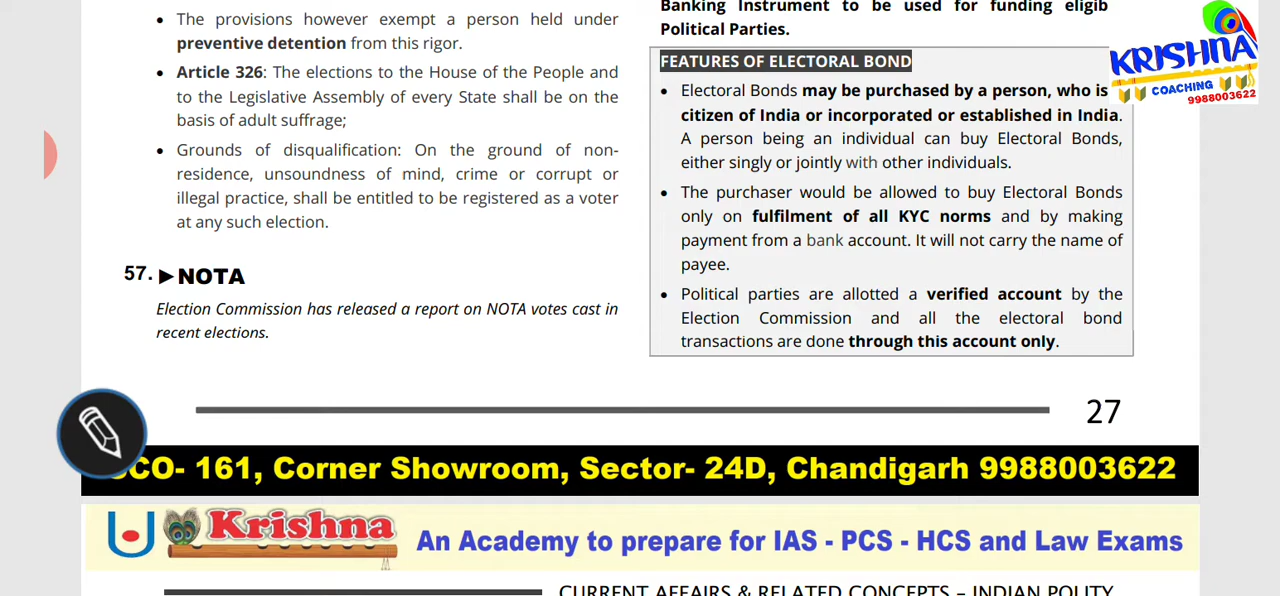 • The provisions however exempt a person held under
preventive detention from this rigor.
• Article 326: The elections to the House of the People and
to the Legislative Assembly of every State shall be on the
basis of adult suffrage;
• Grounds of disqualification: On the ground of non-
residence, unsoundness of mind, crime or corrupt or
illegal practice, shall be entitled to be registered as a voter
at any such election.
57. ►NOTA
Election Commission has released a report on NOTA votes cast in
recent elections.
Banking Instrument to be used for funding eligib
Political Parties.
FEATURES OF ELECTORAL BOND
• Electoral Bonds may be purchased by a person, who is
citizen of India or incorporated or established in India.
A person being an individual can buy Electoral Bonds,
either singly or jointly with other individuals.
• The purchaser would be allowed to buy Electoral Bonds
only on fulfilment of all KYC norms and by making
payment from a bank account. It will not carry the name of
payee.
• Political parties are allotted a verified account by the
Election Commission and all the electoral bond
transactions are done through this account only.
KRISHNA
COACHING
9988003622
27
CO- 161, Corner Showroom, Sector- 24D, Chandigarh 9988003622
Krishna
An Academy to prepare for IAS - PCS - HCS and Law Exams
CURRENT AFFAIRS & RELATED CONCEPTS – INDIAN POLITY